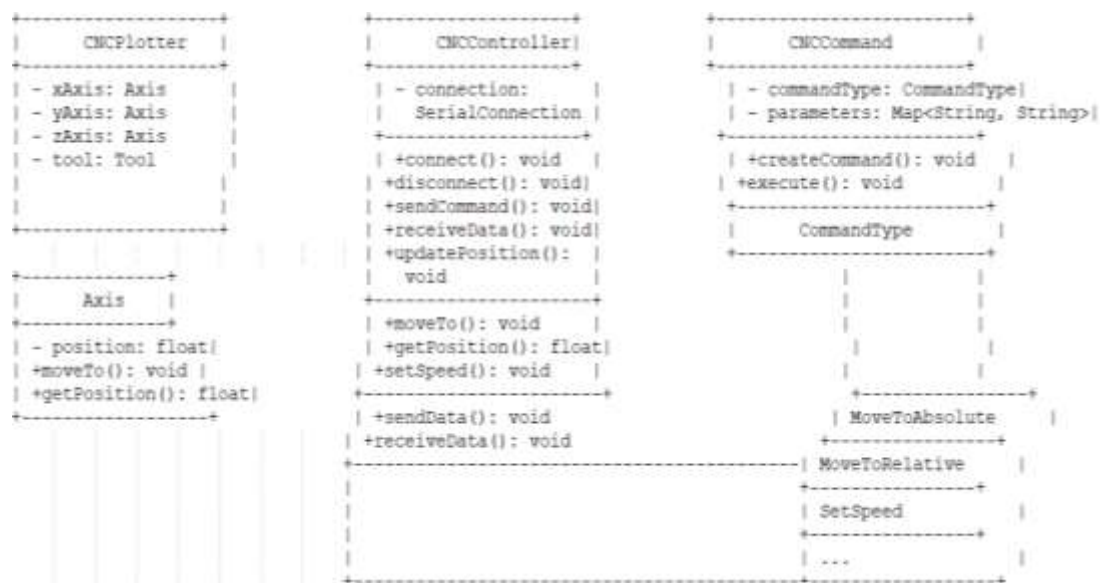 CNCPlotter
- xAxis: Axis
- yAxis: Axis
- zAxis: Axis
- tool: Tool
Axis
- position: float
+moveTo(): void
+getPosition(): float
CNCController
- connection:
SerialConnection
+connect(): void
+disconnect(): void
+sendCommand(): void
+receiveData(): void
+updatePosition():
void
+moveTo(): void
+getPosition(): float
+setSpeed(): void
+sendData(): void
+receiveData(): void
CNCCommand
- commandType: CommandType
- parameters: Map<String, String>
+createCommand(): void
+execute(): void
CommandType
MoveToAbsolute
MoveToRelative
SetSpeed
...